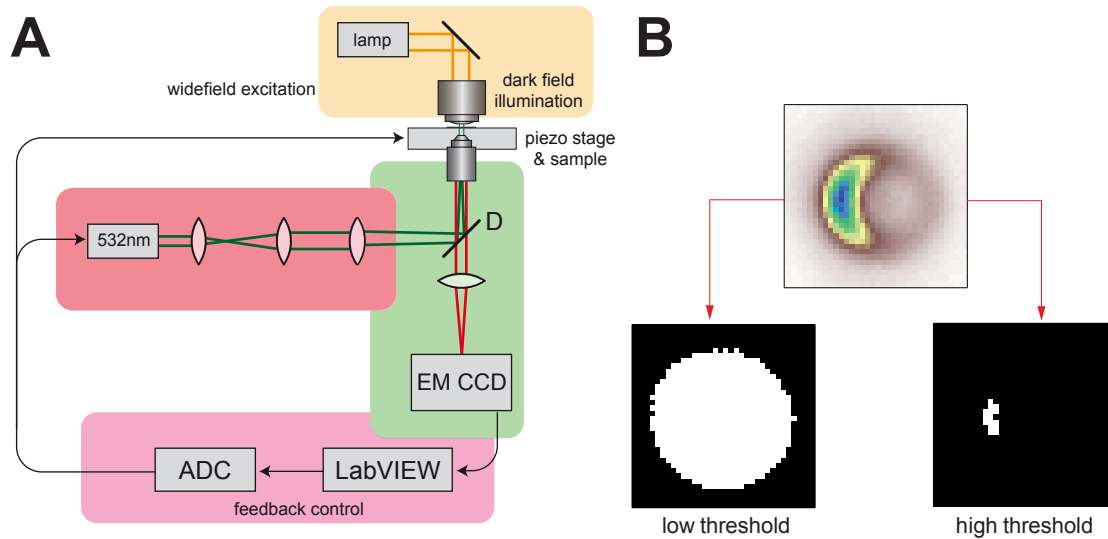 A
lamp
widefield excitation
dark field
illumination
piezo stage
& sample
532nm
D
EM CCD
ADC
LabVIEW
feedback control
B
low threshold
high threshold